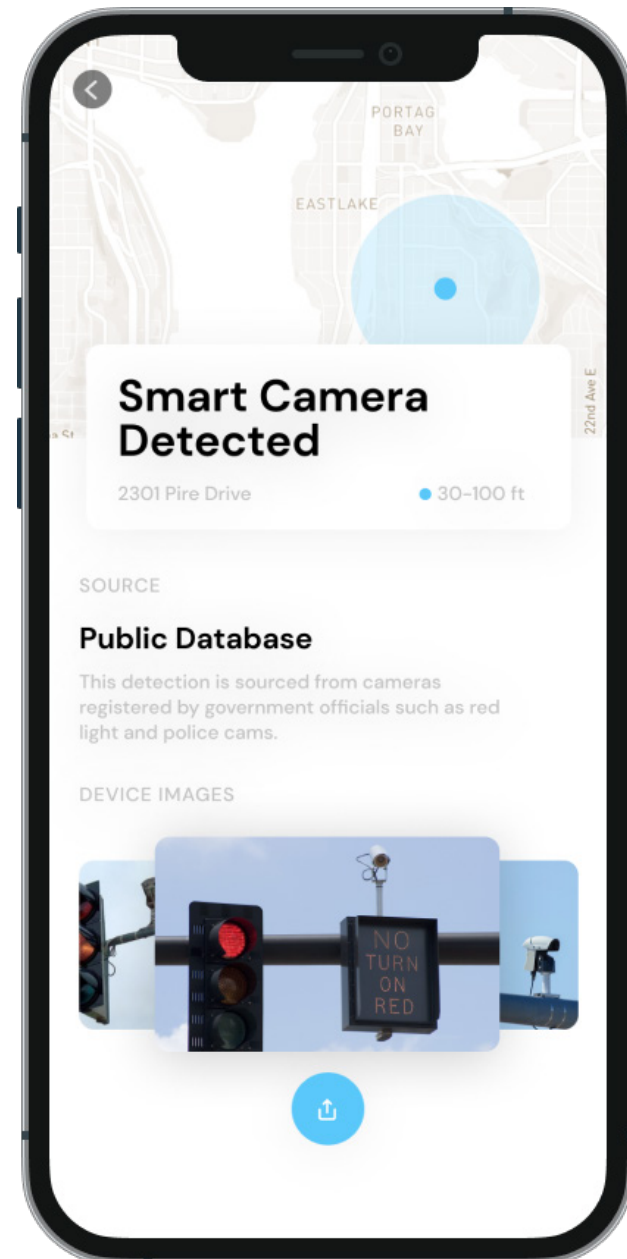 PORTAG
BAY
EASTLAKE
22nd Ave E
Smart Camera
Detected
2301 Pire Drive
30-100 ft
SOURCE
Public Database
This detection is sourced from cameras
registered by government officials such as red
light and police cams.
DEVICE IMAGES
NO
TURN
ON
RED